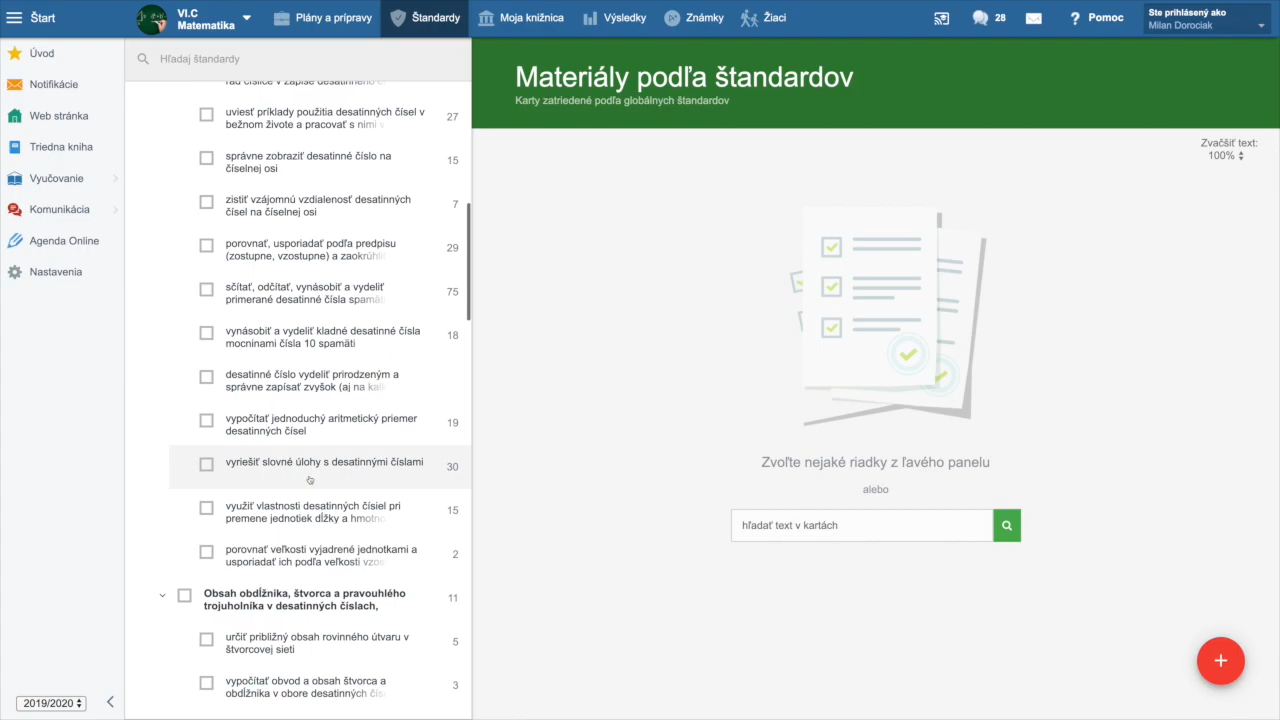 Štart
VI.C
Matematika
Plány a prípravy
Štandardy
Moja knižnica
Výsledky
Známky
Žiaci
28
Pomoc
Ste prihlásený ako
Milan Dorociak
Úvod
Notifikácie
Web stránka
Triedna kniha
Vyučovanie
Komunikácia
Agenda Online
Nastavenia
2019/2020
Hľadaj štandardy
uviesť príklady použitia desatinných čísel v
bežnom živote a pracovať s nimi v
27
správne zobraziť desatinné číslo na
číselnej osi
15
zistiť vzájomnú vzdialenosť desatinných
čísel na číselnej osi
7
porovnať, usporiadať podľa predpisu
(zostupne, vzostupne) a zaokrúhliť
29
sčítať, odčítať, vynásobiť a vydeliť
primerané desatinné čísla spamäti
75
vynásobiť a vydeliť kladné desatinné čísla
mocninami čísla 10 spamäti
18
desatinné číslo vydeliť prirodzeným a
správne zapísať zvyšok (aj na kalk
vypočítať jednoduchý aritmetický priemer
desatinných čísel
19
vyriešiť slovné úlohy s desatinnými číslami
30
využiť vlastnosti desatinných čísiel pri
premene jednotiek dĺžky a hmotno
15
porovnať veľkosti vyjadrené jednotkami a
usporiadať ich podľa veľkosti vzos
2
Obsah obdĺžnika, štvorca a pravouhlého
trojuholníka v desatinných číslach,
11
určiť približný obsah rovinného útvaru v
štvorcovej sieti
5
vypočítať obvod a obsah štvorca a
obdĺžnika v obore desatinných čís
3
Materiály podľa štandardov
Karty zatriedené podľa globálnych štandardov
Zvačšiť text:
100%
Zvoľte nejaké riadky z ľavého panelu
alebo
hľadať text v kartách